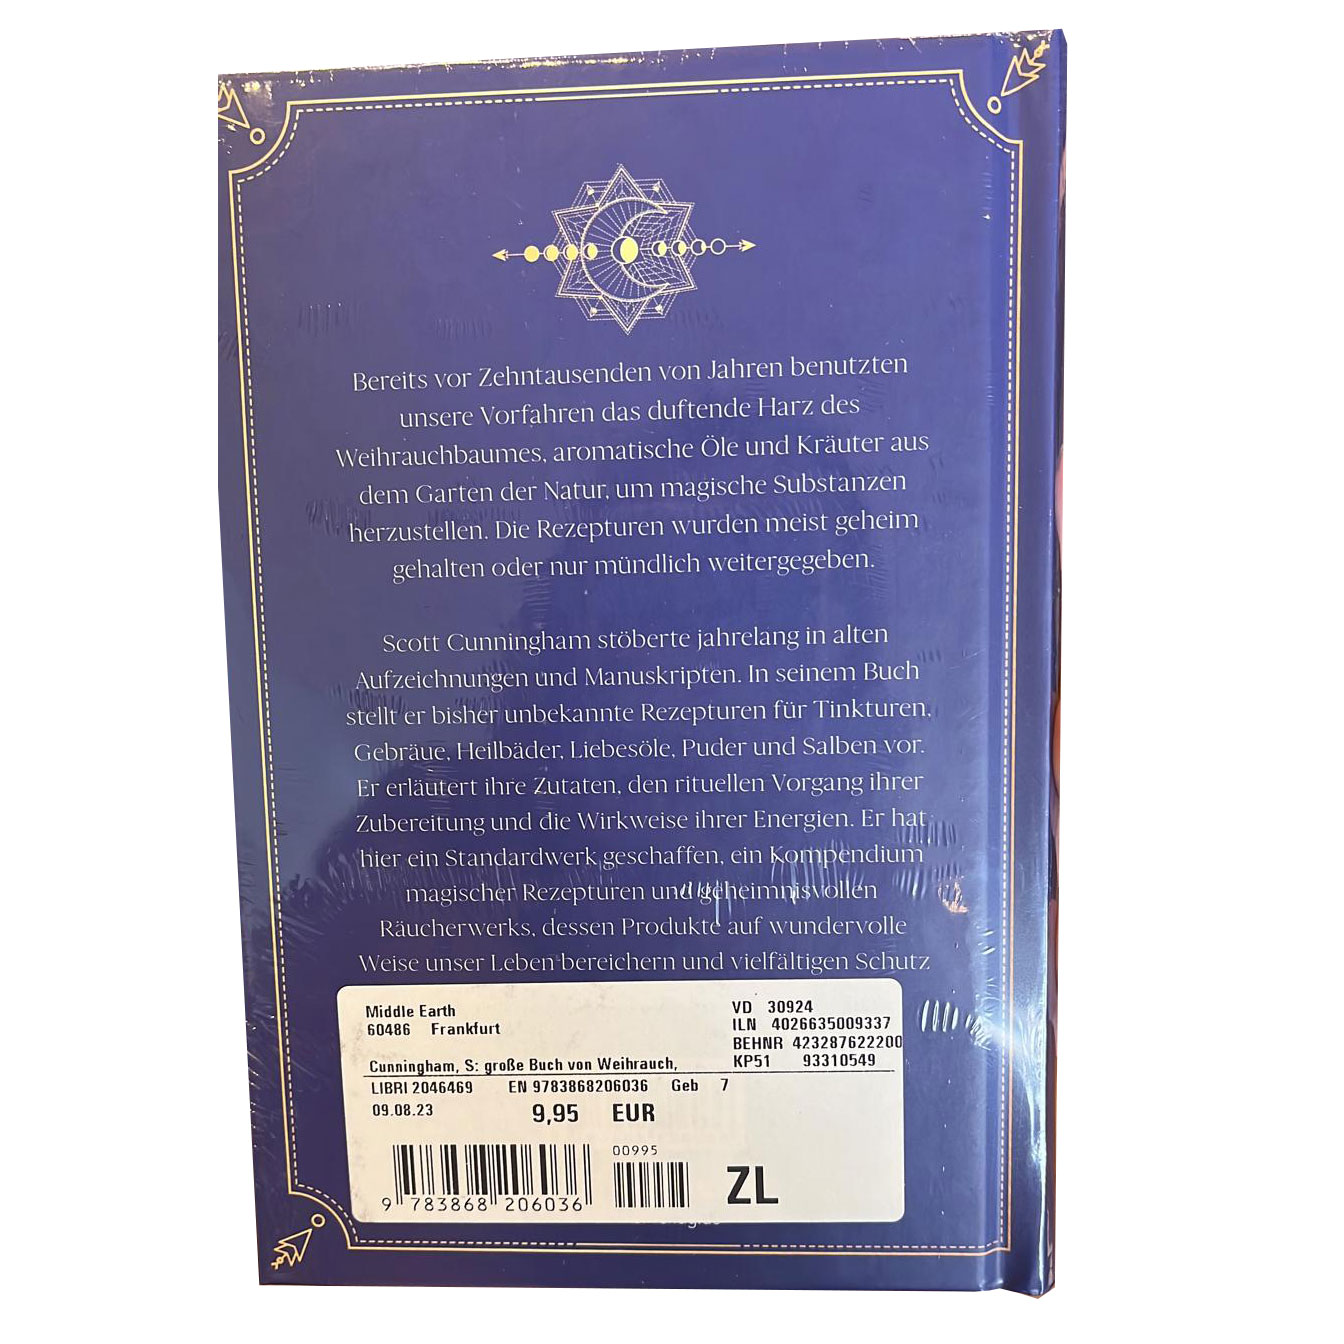 Bereits vor Zehntausenden von Jahren benutzten
unsere Vorfahren das duftende Harz des
Weihrauchbaumes, aromatische Öle und Kräuter aus
dem Garten der Natur, um magische Substanzen
herzustellen. Die Rezepturen wurden meist geheim
gehalten oder nur mündlich weitergegeben.
Scott Cunningham stöberte jahrelang in alten
Aufzeichnungen und Manuskripten. In seinem Buch
stellt er bisher unbekannte Rezepturen für Tinkturen,
Gebräue, Heilbäder, Liebesöle, Puder und Salben vor.
Er erläutert ihre Zutaten, den rituellen Vorgang ihrer
Zubereitung und die Wirkweise ihrer Energien. Er hat
hier ein Standardwerk geschaffen, ein Kompendium
magischer Rezepturen und geheimnisvollen
Räucherwerks, dessen Produkte auf wundervolle
Weise unser Leben bereichern und vielfältigen Schutz
Middle Earth VD 30924
60486 Frankfurt ILN 4026635009337
BEHNR 423287622200
Cunningham, S: große Buch von Weihrauch, KP51 93310549
LIBRI 2046469 EN 9783868206036 Geb 7
09.08.23 9,95 EUR
00995
ZL
9 783868 206036